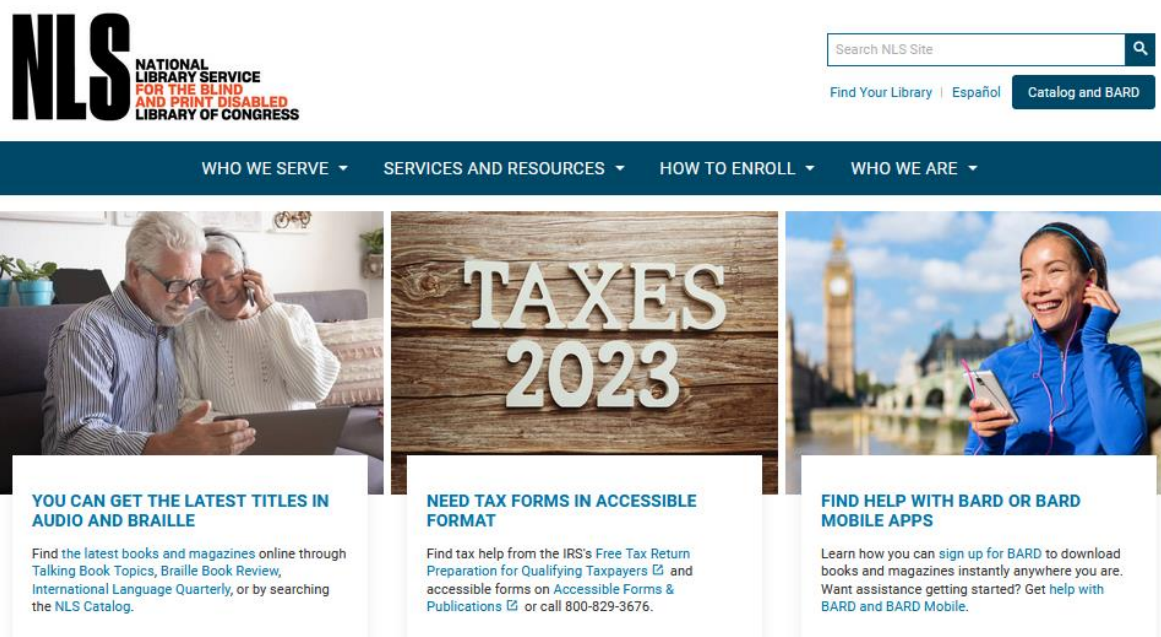 NLS
NATIONAL
LIBRARY SERVICE
FOR THE BLIND
AND PRINT DISABLED
LIBRARY OF CONGRESS
Search NLS Site
Find Your Library | Español
Catalog and BARD
WHO WE SERVE
SERVICES AND RESOURCES
HOW TO ENROLL
WHO WE ARE
TAXES
2023
YOU CAN GET THE LATEST TITLES IN
AUDIO AND BRAILLE
Find the latest books and magazines online through
Talking Book Topics, Braille Book Review,
International Language Quarterly, or by searching
the NLS Catalog.
NEED TAX FORMS IN ACCESSIBLE
FORMAT
Find tax help from the IRS's Free Tax Return
Preparation for Qualifying Taxpayers and
accessible forms on Accessible Forms &
Publications or call 800-829-3676.
FIND HELP WITH BARD OR BARD
MOBILE APPS
Learn how you can sign up for BARD to download
books and magazines instantly anywhere you are.
Want assistance getting started? Get help with
BARD and BARD Mobile.